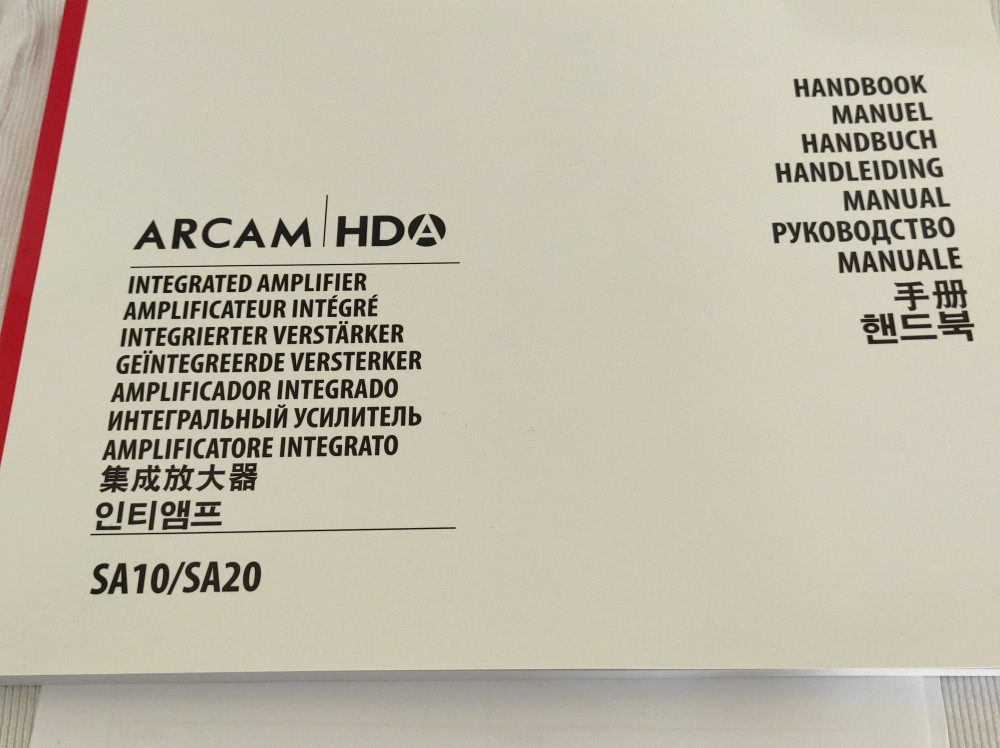 HANDBOOK
MANUEL
HANDBUCH
HANDLEIDING
MANUAL
РУКОВОДСТВО
MANUALE
手册
핸드북
ARCAM HDA
INTEGRATED AMPLIFIER
AMPLIFICATEUR INTÉGRÉ
INTEGRIERTER VERSTÄRKER
GEÏNTEGREERDE VERSTERKER
AMPLIFICADOR INTEGRADO
ИНТЕГРАЛЬНЫЙ УСИЛИТЕЛЬ
AMPLIFICATORE INTEGRATO
集成放大器
인티앰프
SA10/SA20